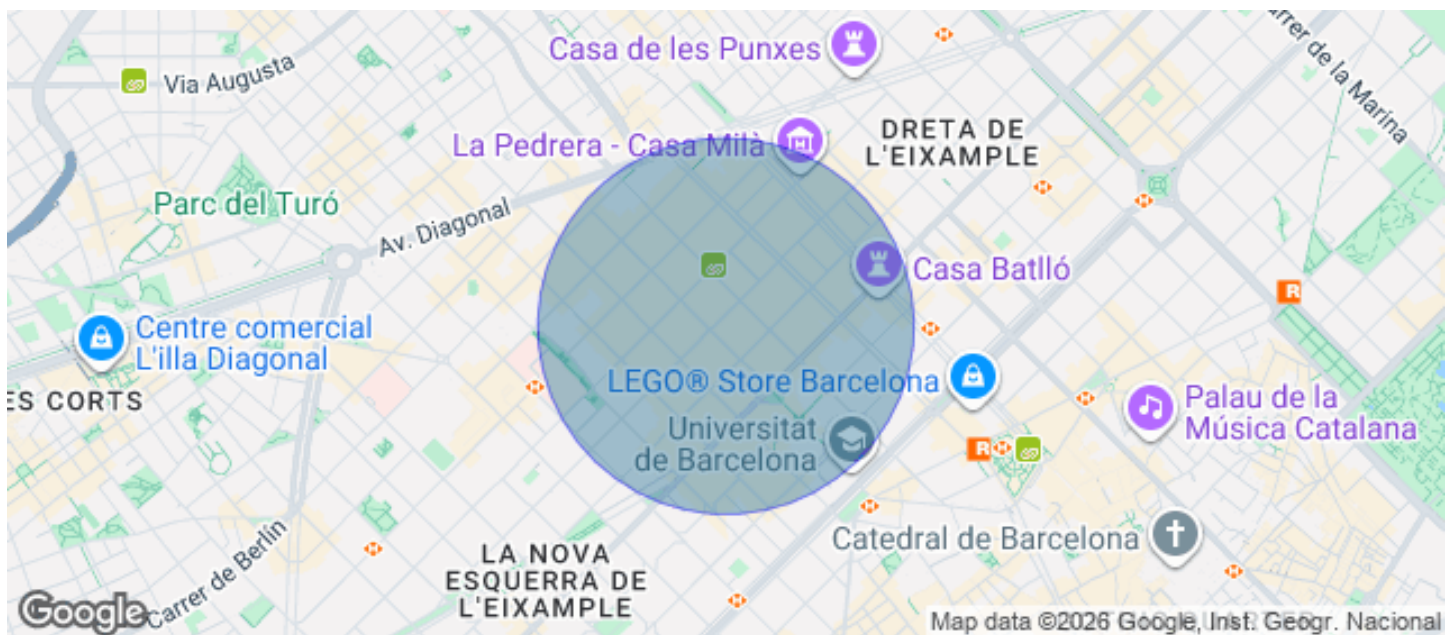 Casa de les Punxes
Via Augusta
Carrer de la Marina
La Pedrera - Casa Milà
DRETA DE
L'EIXAMPLE
Parc del Turó
Av. Diagonal
Casa Batlló
R
Centre comercial
L'illa Diagonal
LEGO® Store Barcelona
ES CORTS
Palau de la
Música Catalana
Universitat
de Barcelona
R
Catedral de Barcelona
Carrer de Berlín
LA NOVA
ESQUERRA DE
L'EIXAMPLE
Google
Map data ©2026 Google, Inst. Geogr. Nacional